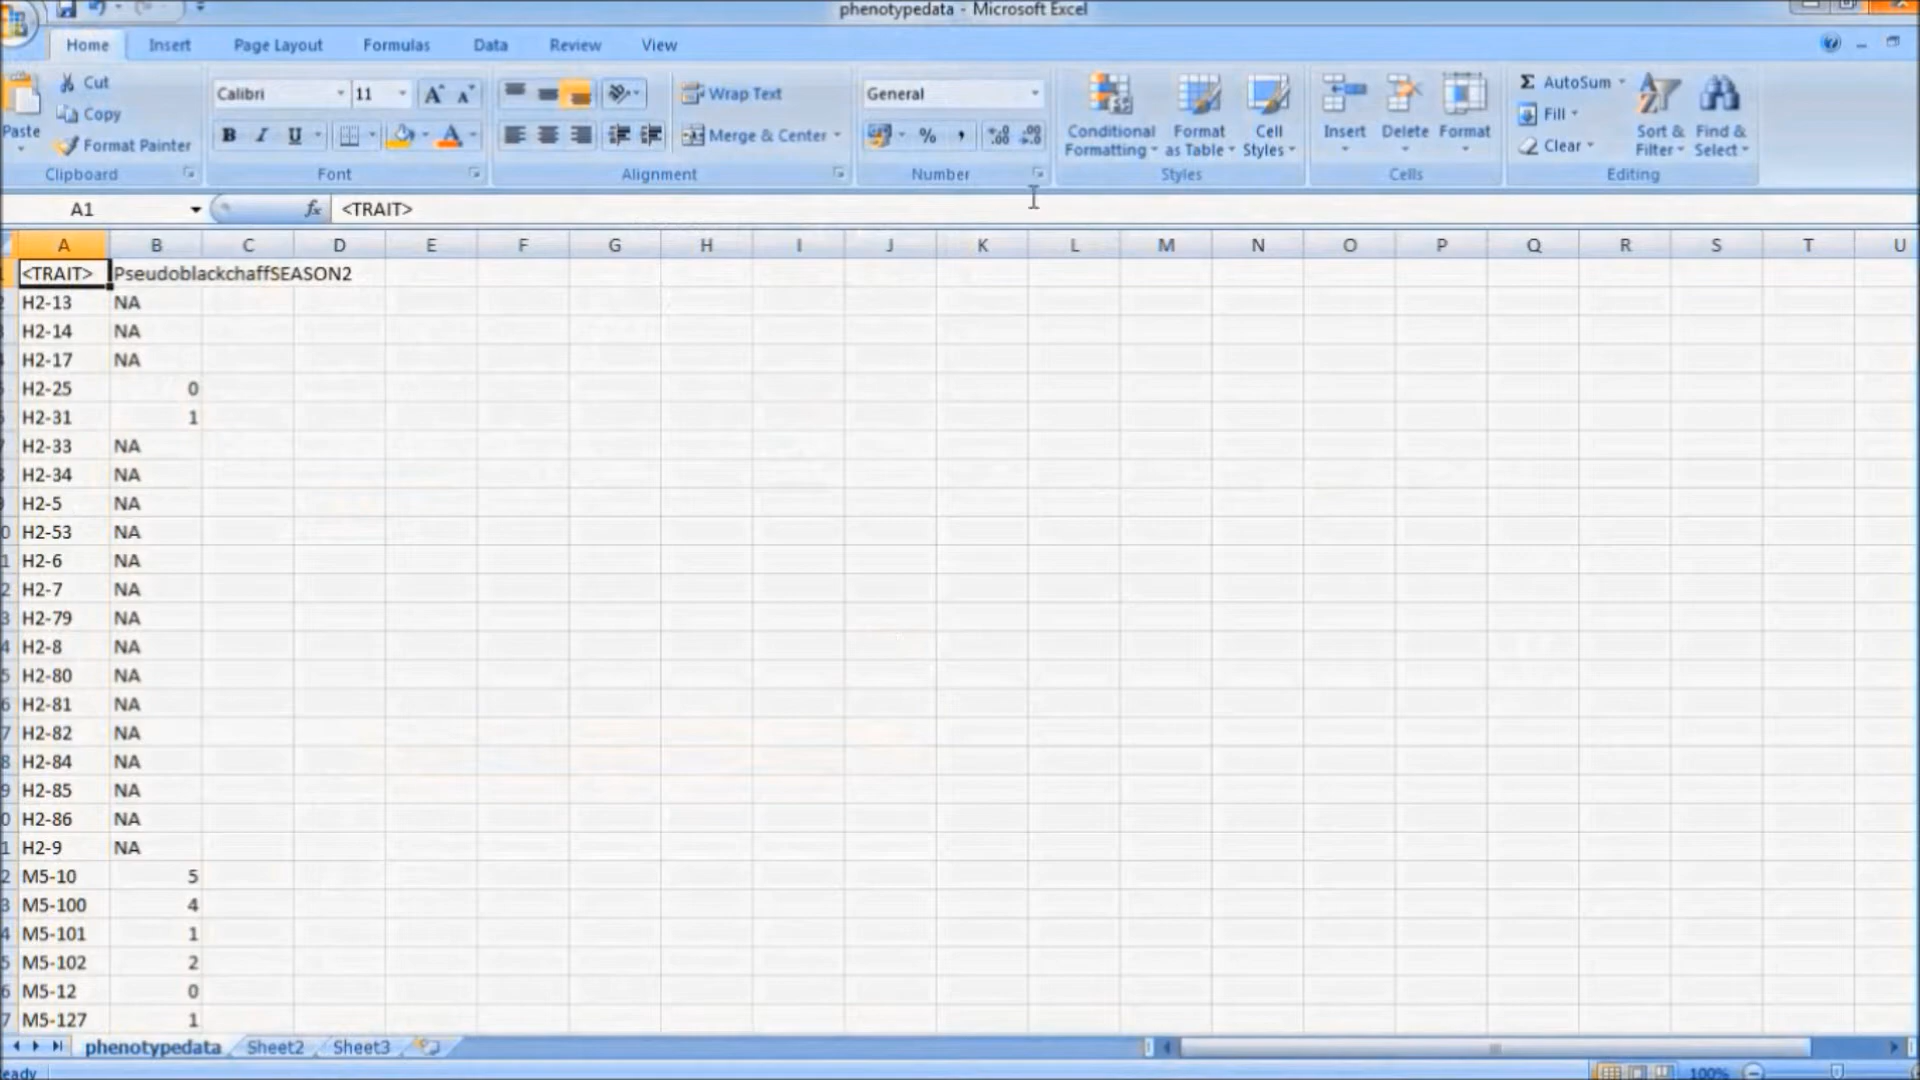 phenotypedata - Microsoft Excel
Home Insert Page Layout Formulas Data Review View
Cut
Copy
Format Painter
Paste
Clipboard
Calibri 11
B I U
Font
Wrap Text
Merge & Center
Alignment
General
%
Number
Conditional Formatting
Format as Table
Cell Styles
Styles
Insert Delete Format
Cells
Σ AutoSum
Fill
Clear
Sort & Filter
Find & Select
Editing
A1 fx <TRAIT>
A B C D E F G H I J K L M N O P Q R S T U
<TRAIT> PseudoblackchaffSEASON2
H2-13 NA
H2-14 NA
H2-17 NA
H2-25 0
H2-31 1
H2-33 NA
H2-34 NA
H2-5 NA
H2-53 NA
H2-6 NA
H2-7 NA
H2-79 NA
H2-8 NA
H2-80 NA
H2-81 NA
H2-82 NA
H2-84 NA
H2-85 NA
H2-86 NA
H2-9 NA
M5-10 5
M5-100 4
M5-101 1
M5-102 2
M5-12 0
M5-127 1
phenotypedata Sheet2 Sheet3
100%